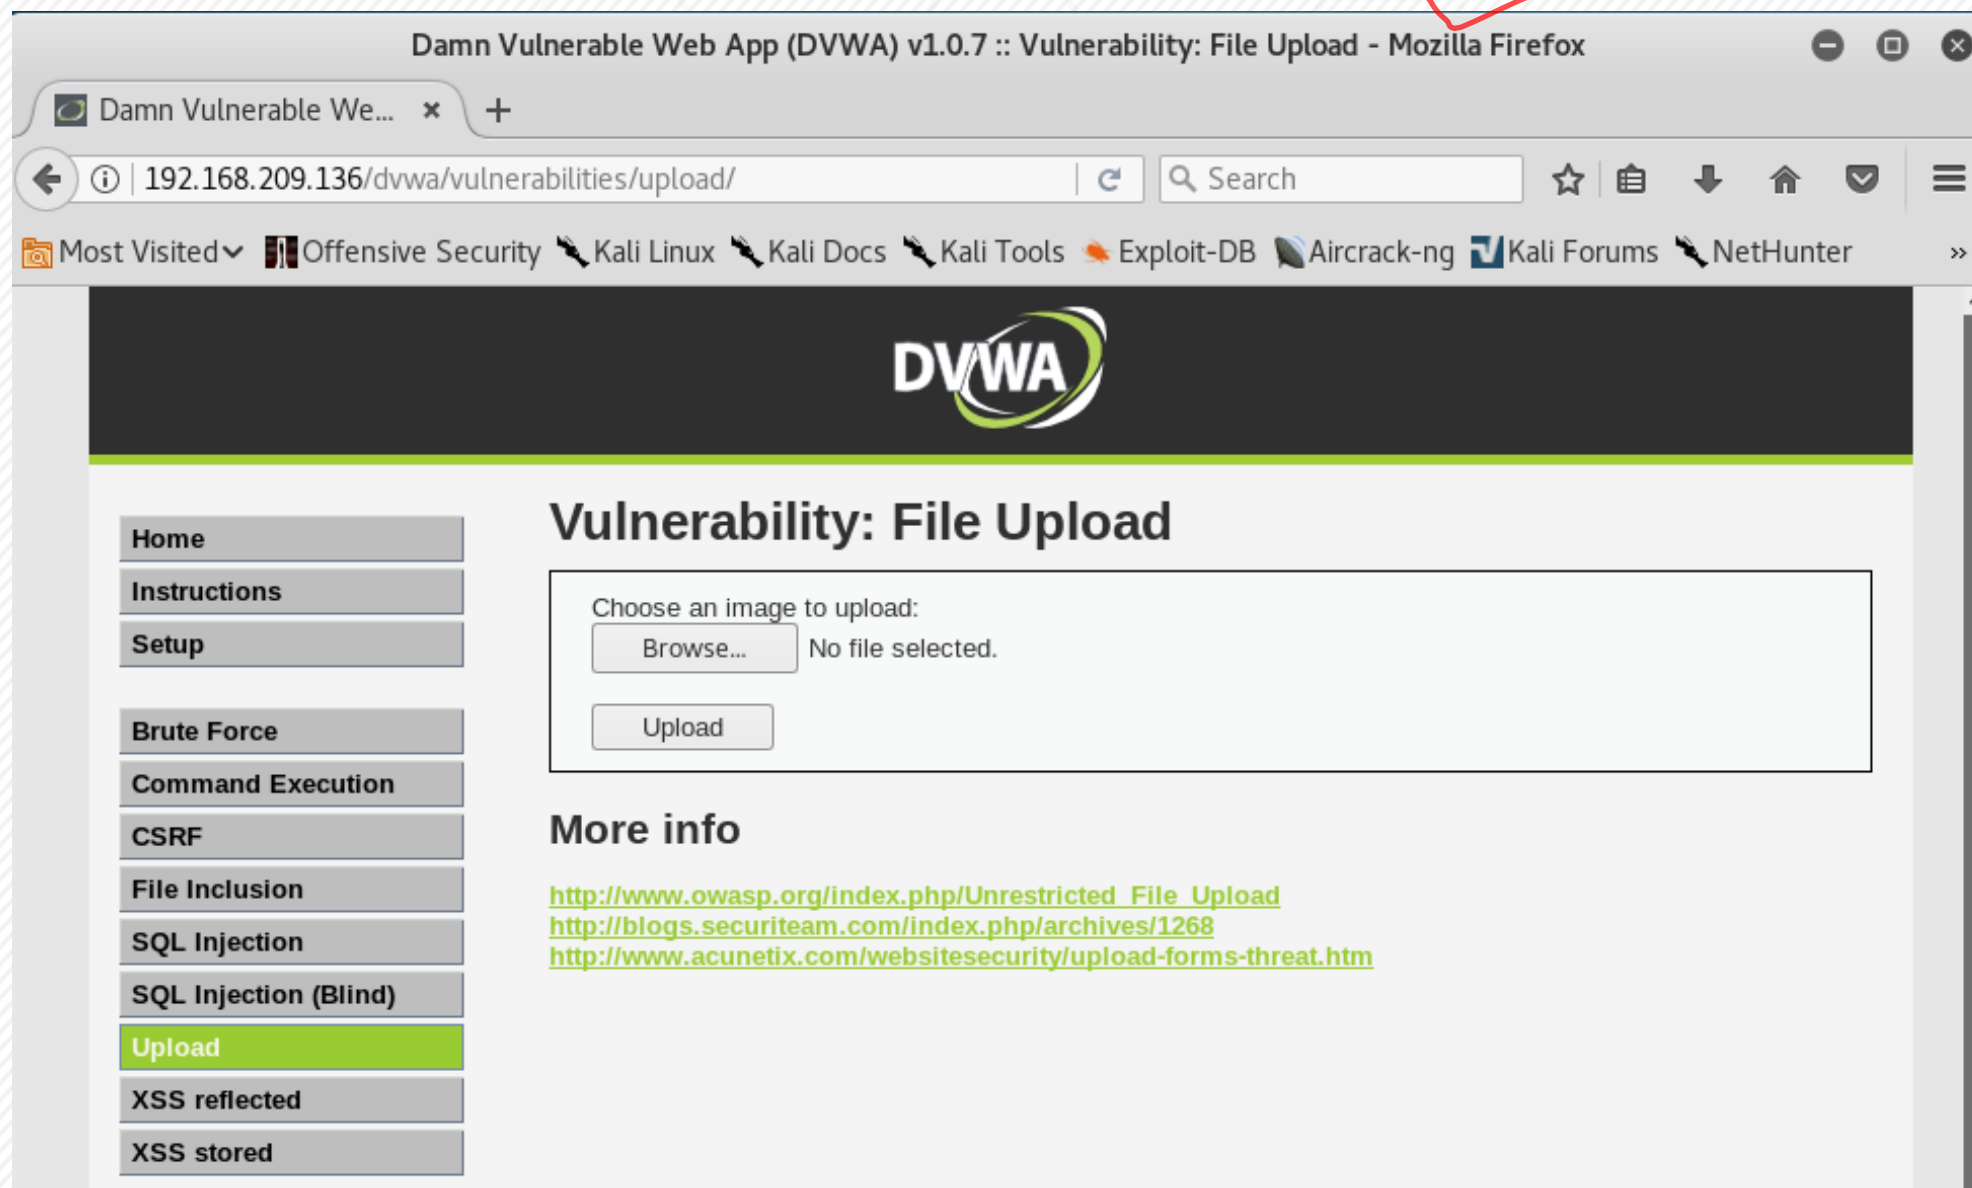 Damn Vulnerable Web App (DVWA) v1.0.7 :: Vulnerability: File Upload - Mozilla Firefox
Damn Vulnerable We...
192.168.209.136/dvwa/vulnerabilities/upload/
Search
Most Visited Offensive Security Kali Linux Kali Docs Kali Tools Exploit-DB Aircrack-ng Kali Forums NetHunter »
DVWA
Home
Instructions
Setup
Brute Force
Command Execution
CSRF
File Inclusion
SQL Injection
SQL Injection (Blind)
Upload
XSS reflected
XSS stored
Vulnerability: File Upload
Choose an image to upload:
Browse... No file selected.
Upload
More info
http://www.owasp.org/index.php/Unrestricted_File_Upload
http://blogs.securiteam.com/index.php/archives/1268
http://www.acunetix.com/websitesecurity/upload-forms-threat.htm